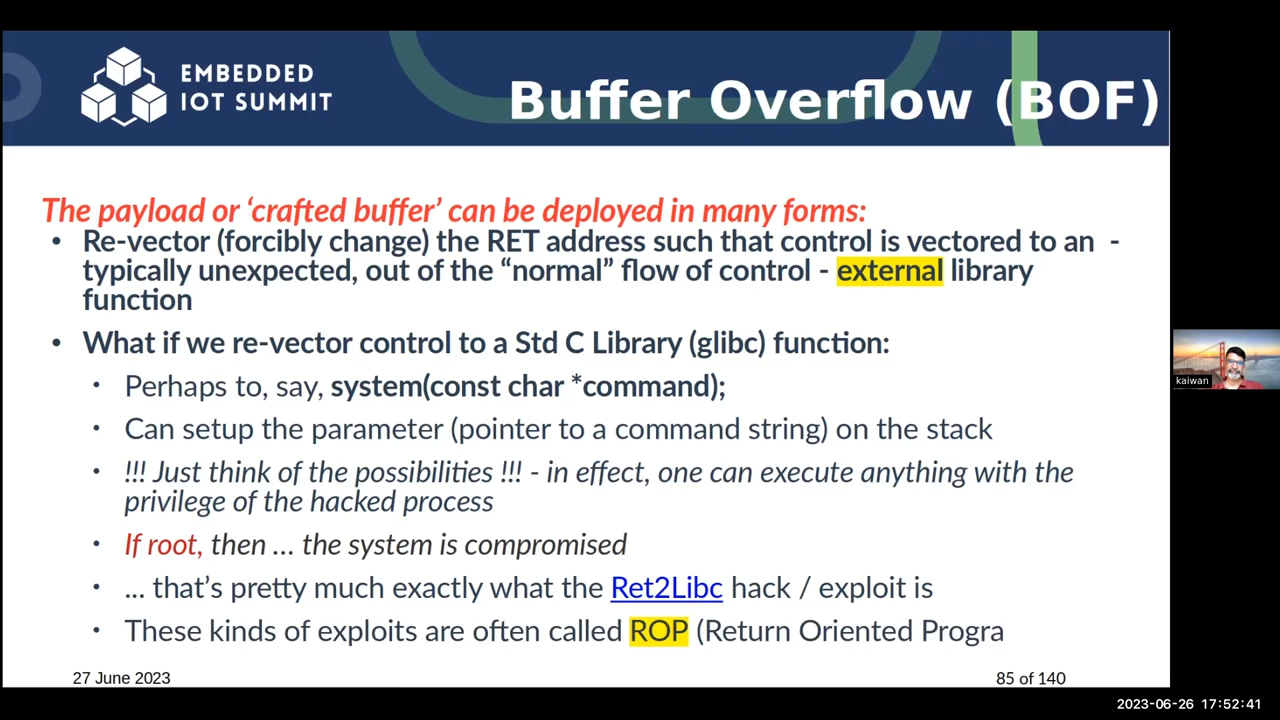 EMBEDDED
IOT SUMMIT
Buffer Overflow (BOF)
The payload or ‘crafted buffer’ can be deployed in many forms:
• Re-vector (forcibly change) the RET address such that control is vectored to an -
typically unexpected, out of the “normal” flow of control - external library
function
• What if we re-vector control to a Std C Library (glibc) function:
• Perhaps to, say, system(const char *command);
• Can setup the parameter (pointer to a command string) on the stack
• !!! Just think of the possibilities !!! - in effect, one can execute anything with the
privilege of the hacked process
• If root, then ... the system is compromised
• ... that’s pretty much exactly what the Ret2Libc hack / exploit is
• These kinds of exploits are often called ROP (Return Oriented Progra
27 June 2023
85 of 140
kaiwan
2023-06-26 17:52:41